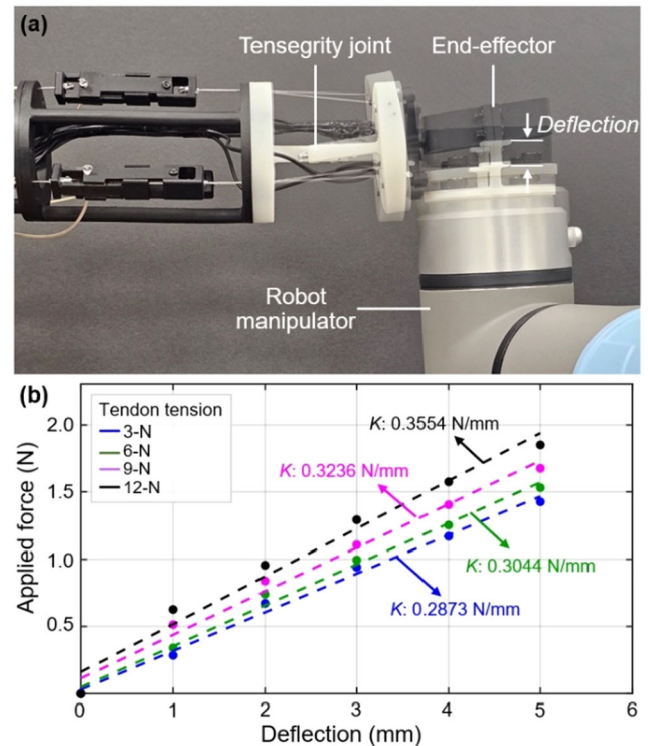 (a)
Tensegrity joint
End-effector
Deflection
Robot
manipulator
(b)
Tendon tension
3-N
6-N
9-N
12-N
K: 0.3554 N/mm
K: 0.3236 N/mm
K: 0.3044 N/mm
K: 0.2873 N/mm
Applied force (N)
2.0
1.5
1.0
0.5
0
1
2
3
4
5
6
Deflection (mm)